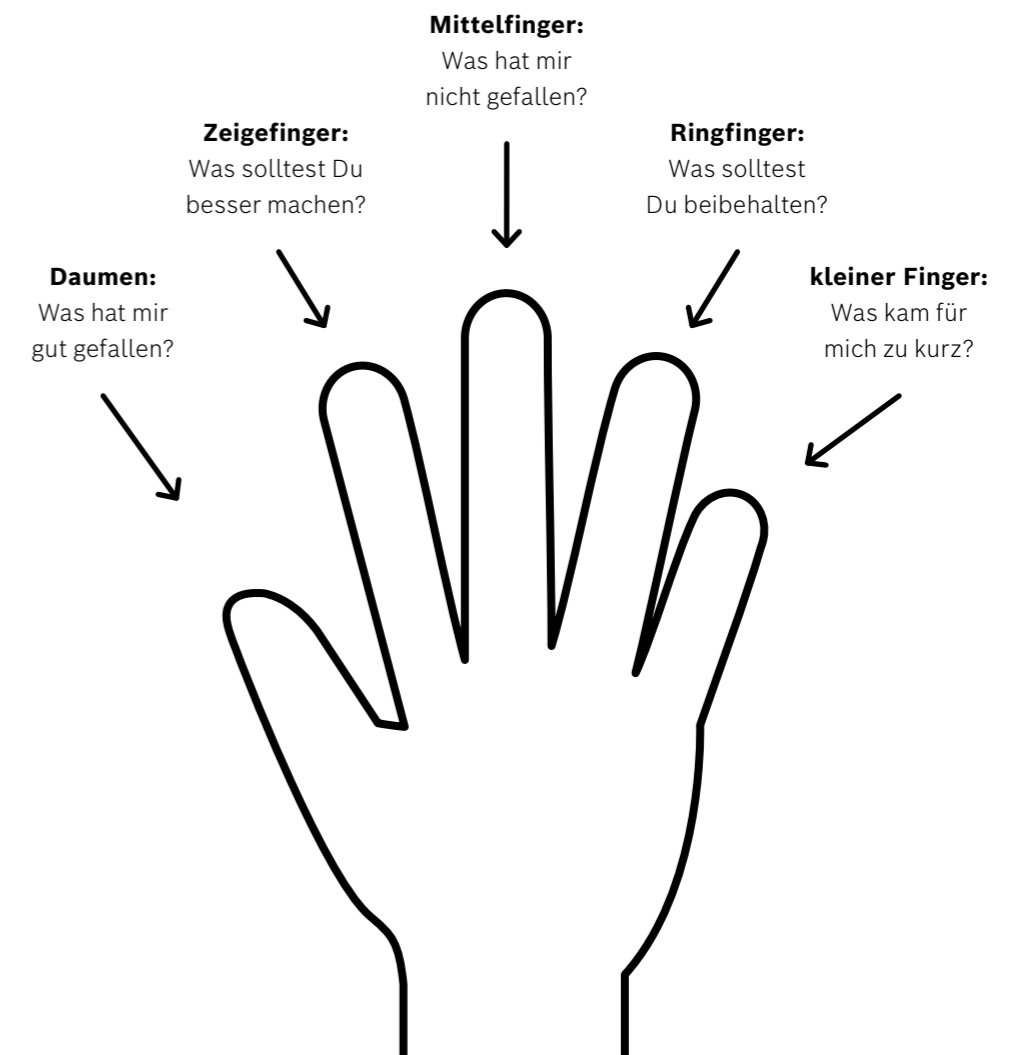 Mittelfinger:
Was hat mir
nicht gefallen?
Zeigefinger:
Was solltest Du
besser machen?
Ringfinger:
Was solltest
Du beibehalten?
Daumen:
Was hat mir
gut gefallen?
kleiner Finger:
Was kam für
mich zu kurz?